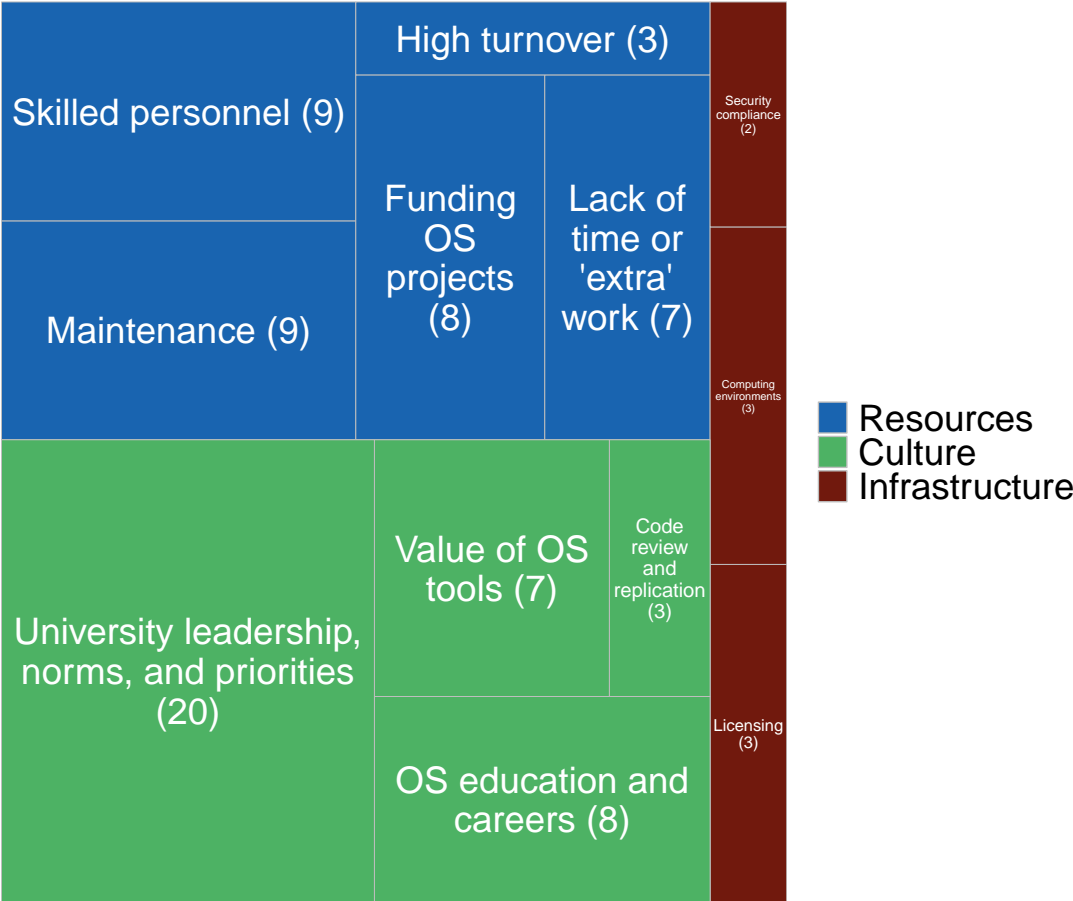 High turnover (3)
Skilled personnel (9)
Security
compliance
(2)
Funding
OS
projects
(8)
Lack of
time or
'extra'
work (7)
Maintenance (9)
Computing
environments
(3)
Resources
Culture
Infrastructure
University leadership,
norms, and priorities
(20)
Value of OS
tools (7)
Code
review
and
replication
(3)
Licensing
(3)
OS education and
careers (8)